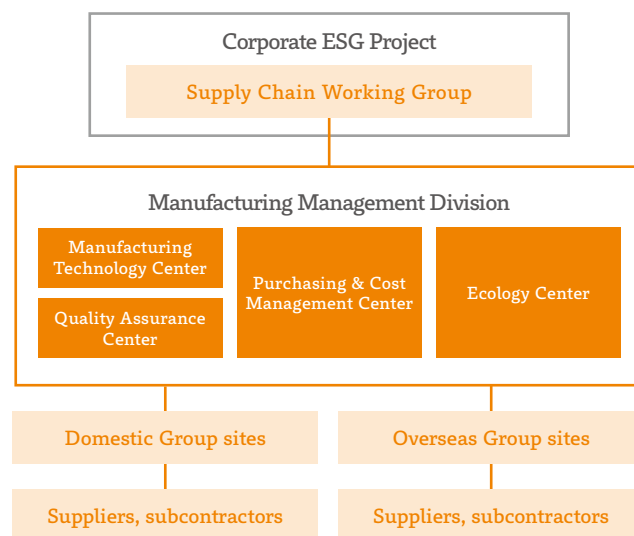 Corporate ESG Project
Supply Chain Working Group
Manufacturing Management Division
Manufacturing
Technology Center
Quality Assurance
Center
Purchasing & Cost
Management Center
Ecology Center
Domestic Group sites
Overseas Group sites
Suppliers, subcontractors
Suppliers, subcontractors